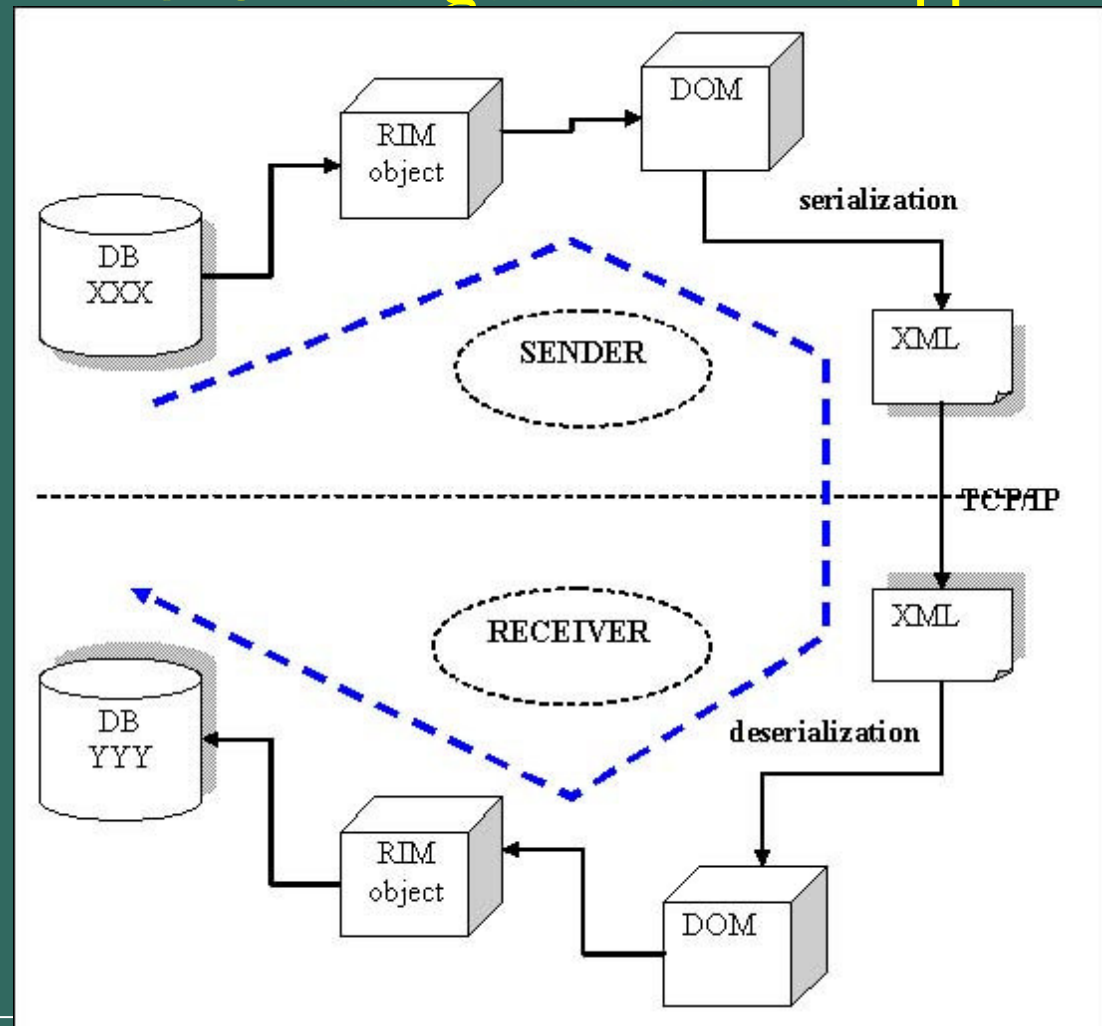 DOM
RIM
object
serialization
DB
XXX
XML
SENDER
TCP/IP
XML
RECEIVER
deserialization
DB
YYY
RIM
object
DOM